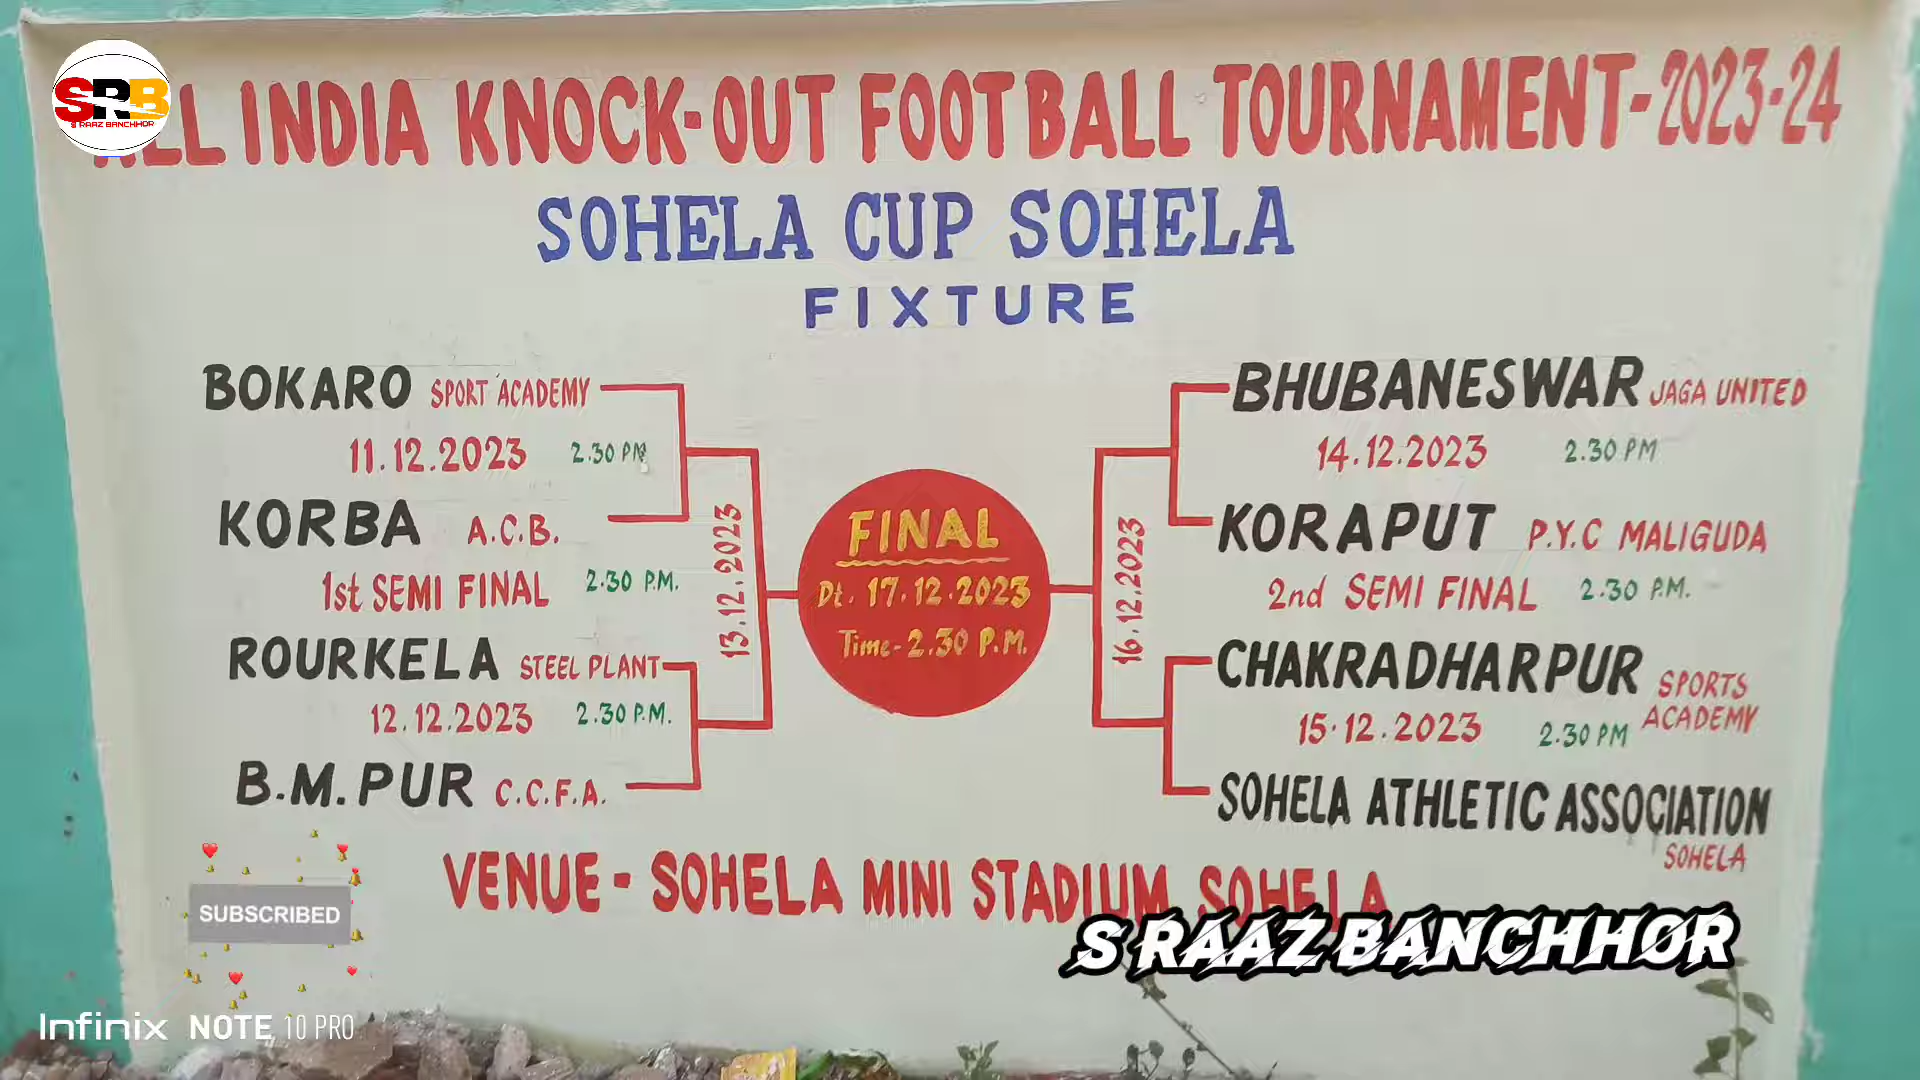 SRB
S RAAZ BANCHHOR
ALL INDIA KNOCK-OUT FOOTBALL TOURNAMENT-2023-24
SOHELA CUP SOHELA
FIXTURE
BOKARO SPORT ACADEMY
11.12.2023 2.30 PM
KORBA A.C.B.
1st SEMI FINAL 2.30 P.M.
ROURKELA STEEL PLANT
12.12.2023 2.30 P.M.
B.M.PUR C.C.F.A.
13.12.2023
FINAL
Dt. 17.12.2023
Time-2.30 P.M.
16.12.2023
BHUBANESWAR JAGA UNITED
14.12.2023 2.30 PM
KORAPUT P.Y.C MALIGUDA
2nd SEMI FINAL 2.30 P.M.
CHAKRADHARPUR SPORTS
ACADEMY
15.12.2023 2.30 PM
SOHELA ATHLETIC ASSOCIATION
SOHELA
VENUE - SOHELA MINI STADIUM SOHELA
SUBSCRIBED
S RAAZ BANCHHOR
Infinix NOTE 10 PRO